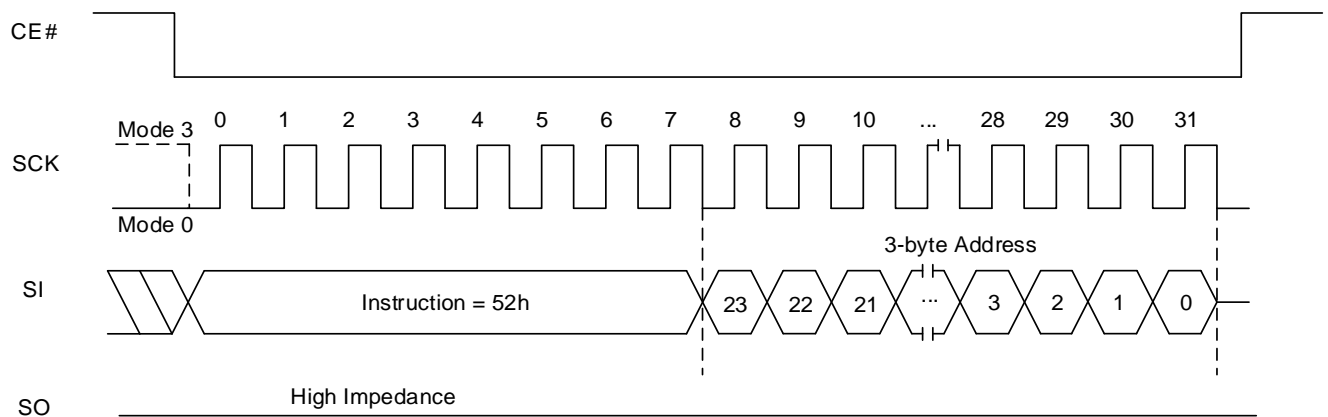 CE#
Mode 3
0 1 2 3 4 5 6 7 8 9 10 ... 28 29 30 31
SCK
Mode 0
3-byte Address
SI
Instruction = 52h
23 22 21 ... 3 2 1 0
High Impedance
SO